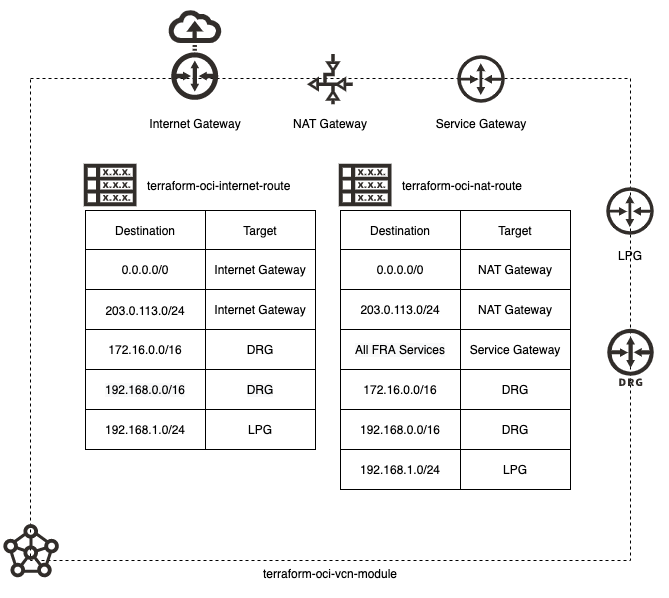 Internet Gateway
NAT Gateway
Service Gateway
x.x.x.
x.x.x.
x.x.x.
terraform-oci-internet-route
x.x.x.
x.x.x.
x.x.x.
terraform-oci-nat-route
Destination Target
0.0.0.0/0 Internet Gateway
203.0.113.0/24 Internet Gateway
172.16.0.0/16 DRG
192.168.0.0/16 DRG
192.168.1.0/24 LPG
Destination Target
0.0.0.0/0 NAT Gateway
203.0.113.0/24 NAT Gateway
All FRA Services Service Gateway
172.16.0.0/16 DRG
192.168.0.0/16 DRG
192.168.1.0/24 LPG
LPG
DRG
terraform-oci-vcn-module